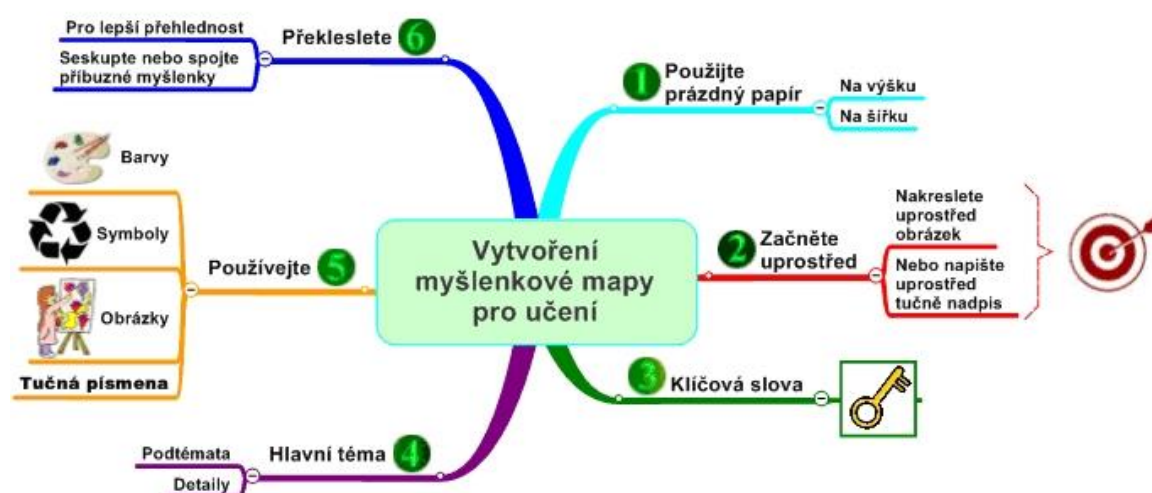 Vytvoření
myšlenkové mapy
pro učení
1 Použijte
prázdný papír
Na výšku
Na šířku
2 Začněte
uprostřed
Nakreslete
uprostřed
obrázek
Nebo napište
uprostřed
tučně nadpis
3 Klíčová slova
Hlavní téma 4
Podtémata
Detaily
Používejte 5
Barvy
Symboly
Obrázky
Tučná písmena
Překleslete 6
Pro lepší přehlednost
Seskupte nebo spojte
příbuzné myšlenky